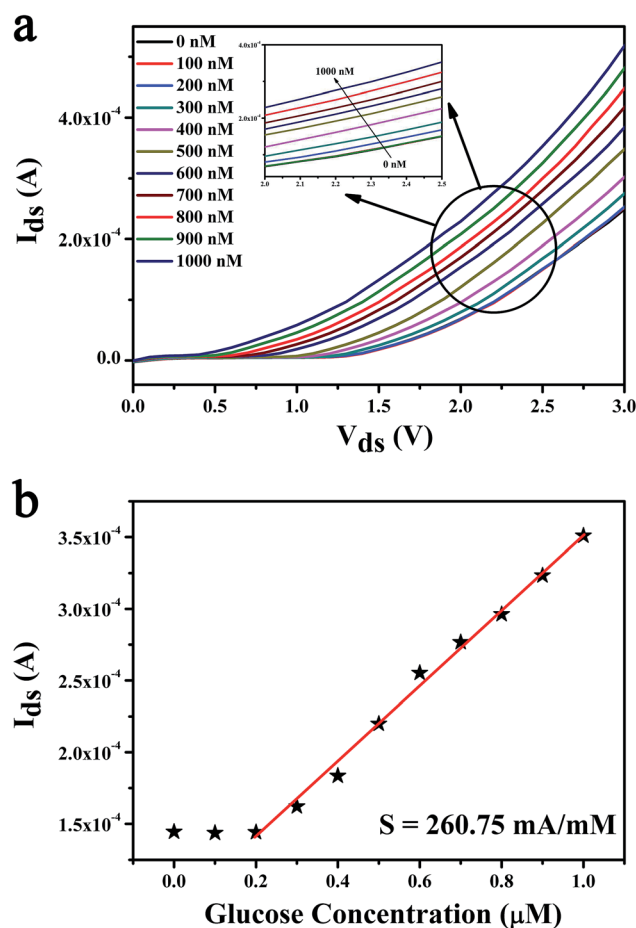 a
0 nM
100 nM
200 nM
300 nM
400 nM
500 nM
600 nM
700 nM
800 nM
900 nM
1000 nM
4.0x10⁻⁴
2.0x10⁻⁴
1000 nM
0 nM
2.0 2.1 2.2 2.3 2.4 2.5
Ids (A)
4.0x10⁻⁴
2.0x10⁻⁴
0.0
0.0 0.5 1.0 1.5 2.0 2.5 3.0
Vds (V)
b
Ids (A)
3.5x10⁻⁴
3.0x10⁻⁴
2.5x10⁻⁴
2.0x10⁻⁴
1.5x10⁻⁴
S = 260.75 mA/mM
0.0 0.2 0.4 0.6 0.8 1.0
Glucose Concentration (μM)